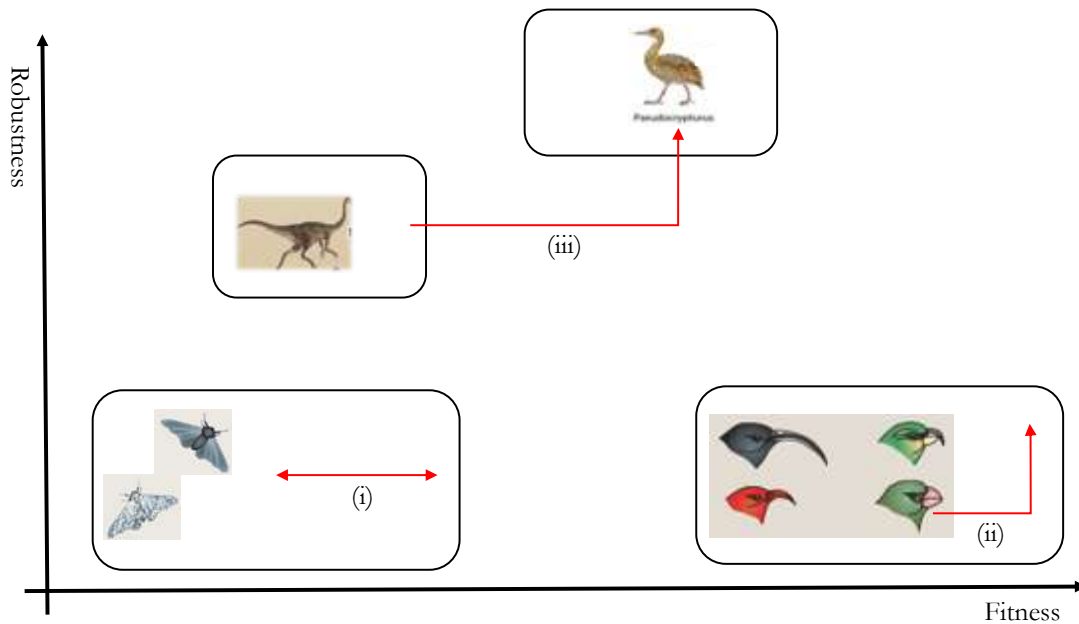 Robustness
Pseudocrypturus
(iii)
(i)
(ii)
Fitness